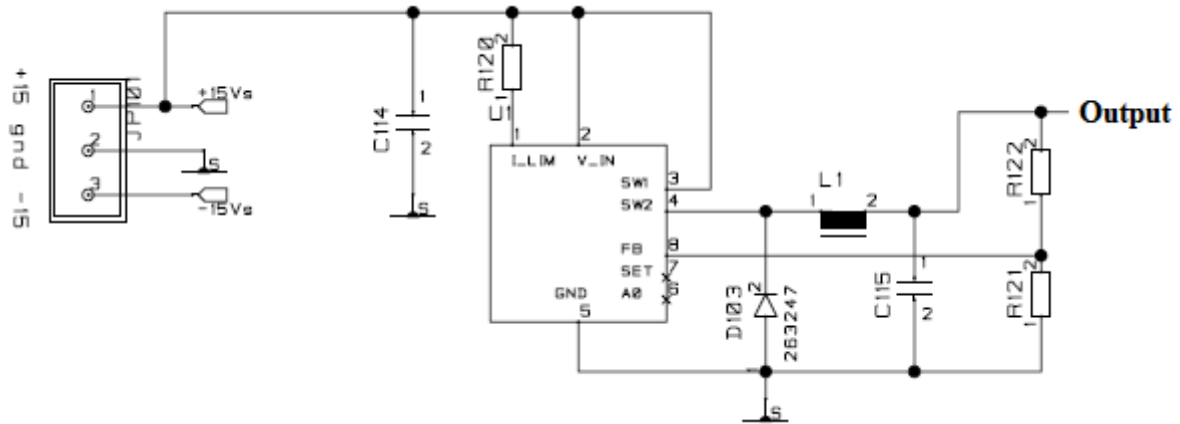 +15 gnd -15
JP101
1
2
3
+15Vs
S
-15Vs
C114
1
2
S
R120
2
1
1
2
I_LIM V_IN
SW1 3
SW2 4
FB 8
SET 7
A0 6
GND
5
D103
2
1
263247
S
L1
1 2
C115
1
2
Output
R122
2
1
R121
2
1